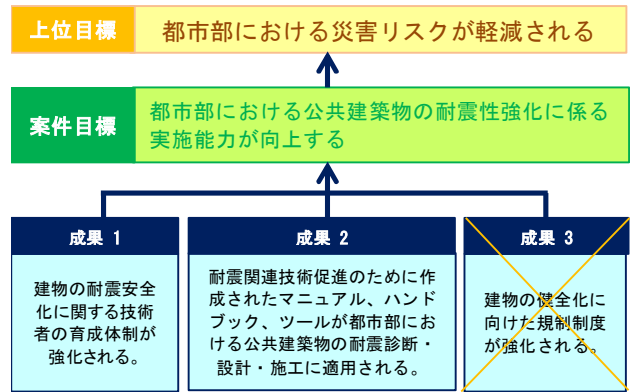 上位目標
都市部における災害リスクが軽減される
案件目標
都市部における公共建築物の耐震性強化に係る
実施能力が向上する
成果 1
建物の耐震安全
化に関する技術
者の育成体制が
強化される。
成果 2
耐震関連技術促進のために作
成されたマニュアル、ハンド
ブック、ツールが都市部にお
ける公共建築物の耐震診断・
設計・施工に適用される。
成果 3
建物の健全化に
向けた規制制度
が強化される。